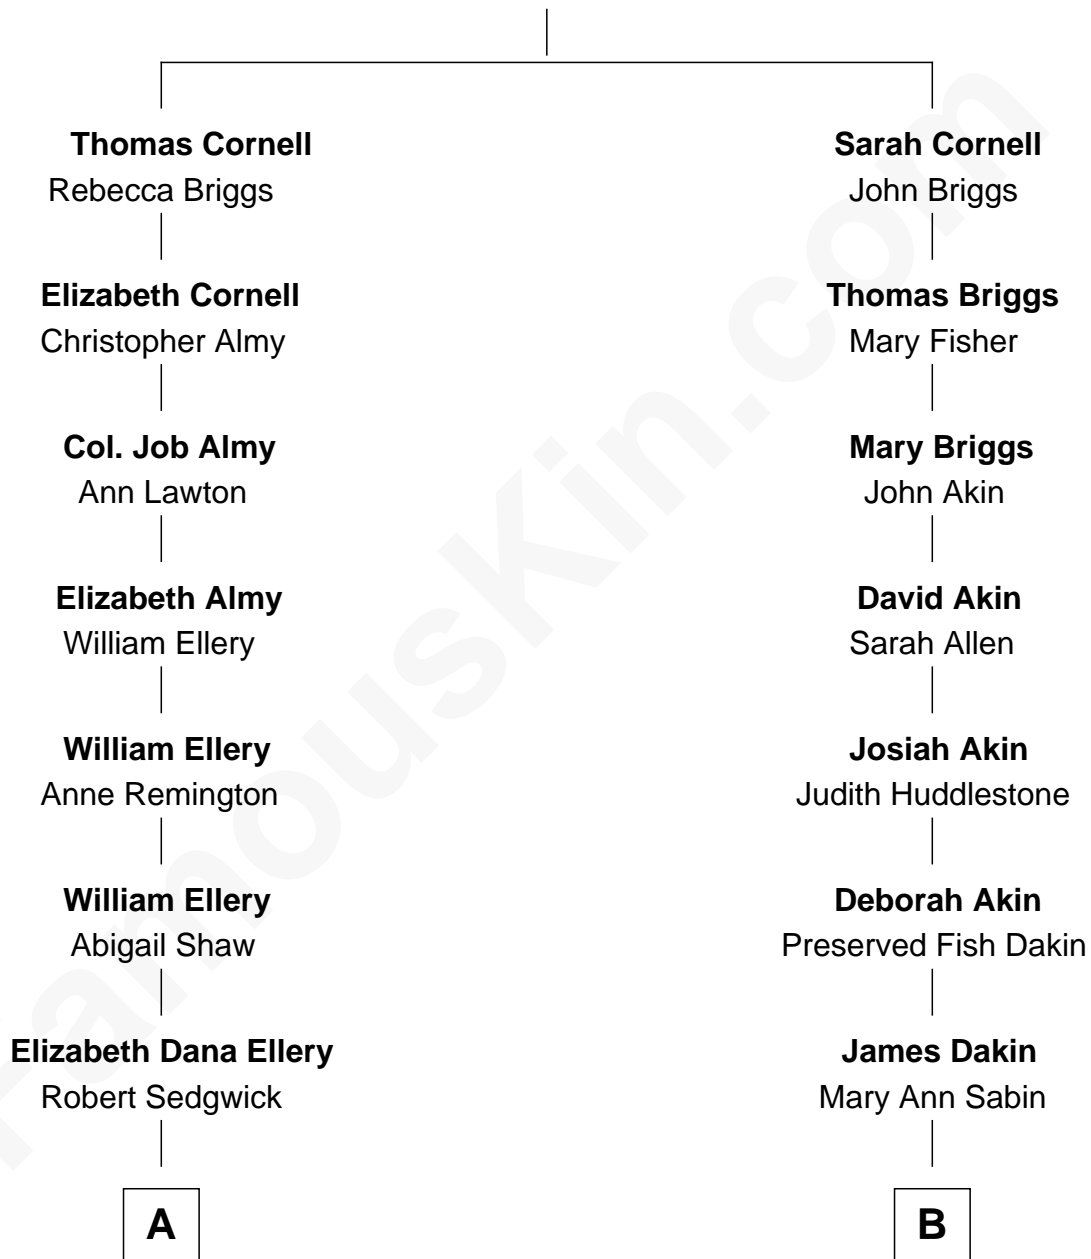 Thomas Cornell
Rebecca Briggs
Elizabeth Cornell
Christopher Almy
Col. Job Almy
Ann Lawton
Elizabeth Almy
William Ellery
William Ellery
Anne Remington
William Ellery
Abigail Shaw
Elizabeth Dana Ellery
Robert Sedgwick
A
Sarah Cornell
John Briggs
Thomas Briggs
Mary Fisher
Mary Briggs
John Akin
David Akin
Sarah Allen
Josiah Akin
Judith Huddlestone
Deborah Akin
Preserved Fish Dakin
James Dakin
Mary Ann Sabin
B
FamousKin.com